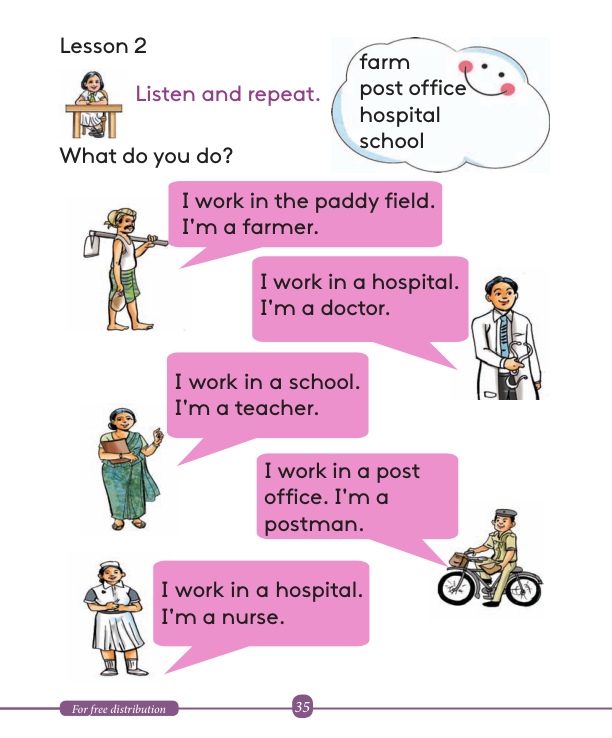 Lesson 2
farm
post office
hospital
school
Listen and repeat.
What do you do?
I work in the paddy field.
I'm a farmer.
I work in a hospital.
I'm a doctor.
I work in a school.
I'm a teacher.
I work in a post
office. I'm a
postman.
I work in a hospital.
I'm a nurse.
For free distribution
35